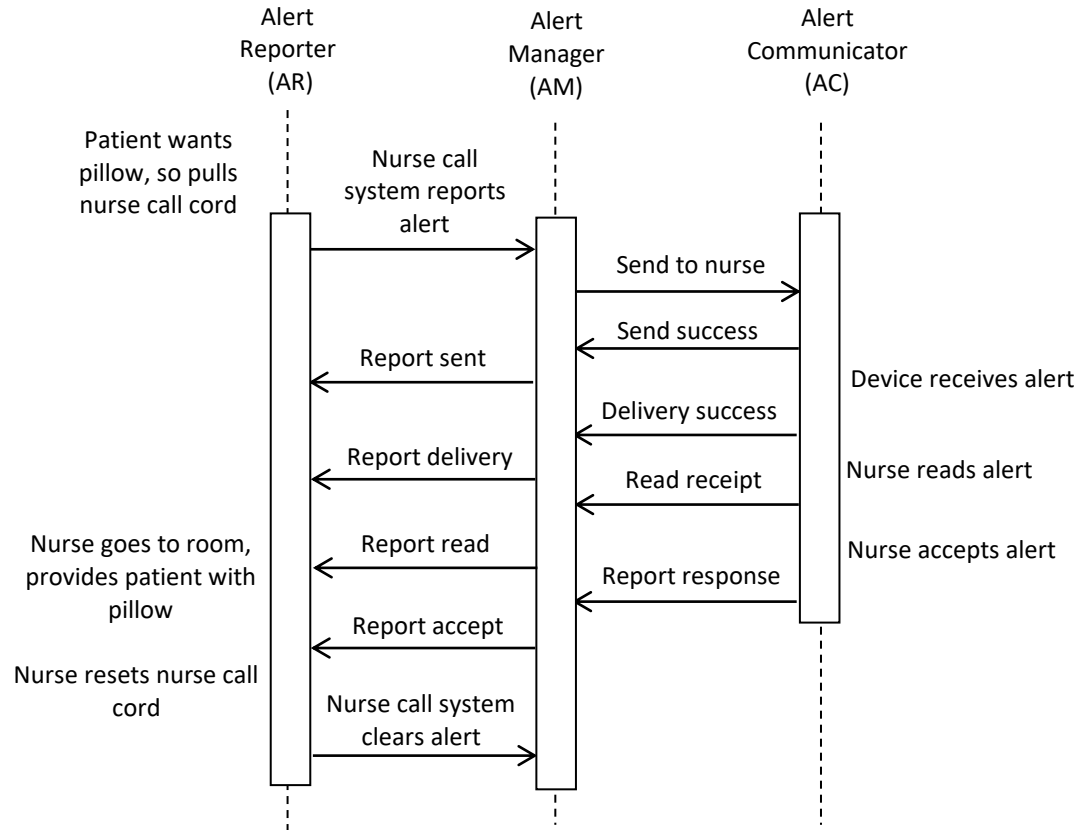 Alert
Reporter
(AR)
Alert
Manager
(AM)
Alert
Communicator
(AC)
Patient wants
pillow, so pulls
nurse call cord
Nurse call
system reports
alert
Send to nurse
Send success
Report sent
Device receives alert
Delivery success
Report delivery
Nurse reads alert
Read receipt
Nurse goes to room,
provides patient with
pillow
Report read
Nurse accepts alert
Report response
Report accept
Nurse resets nurse call
cord
Nurse call system
clears alert